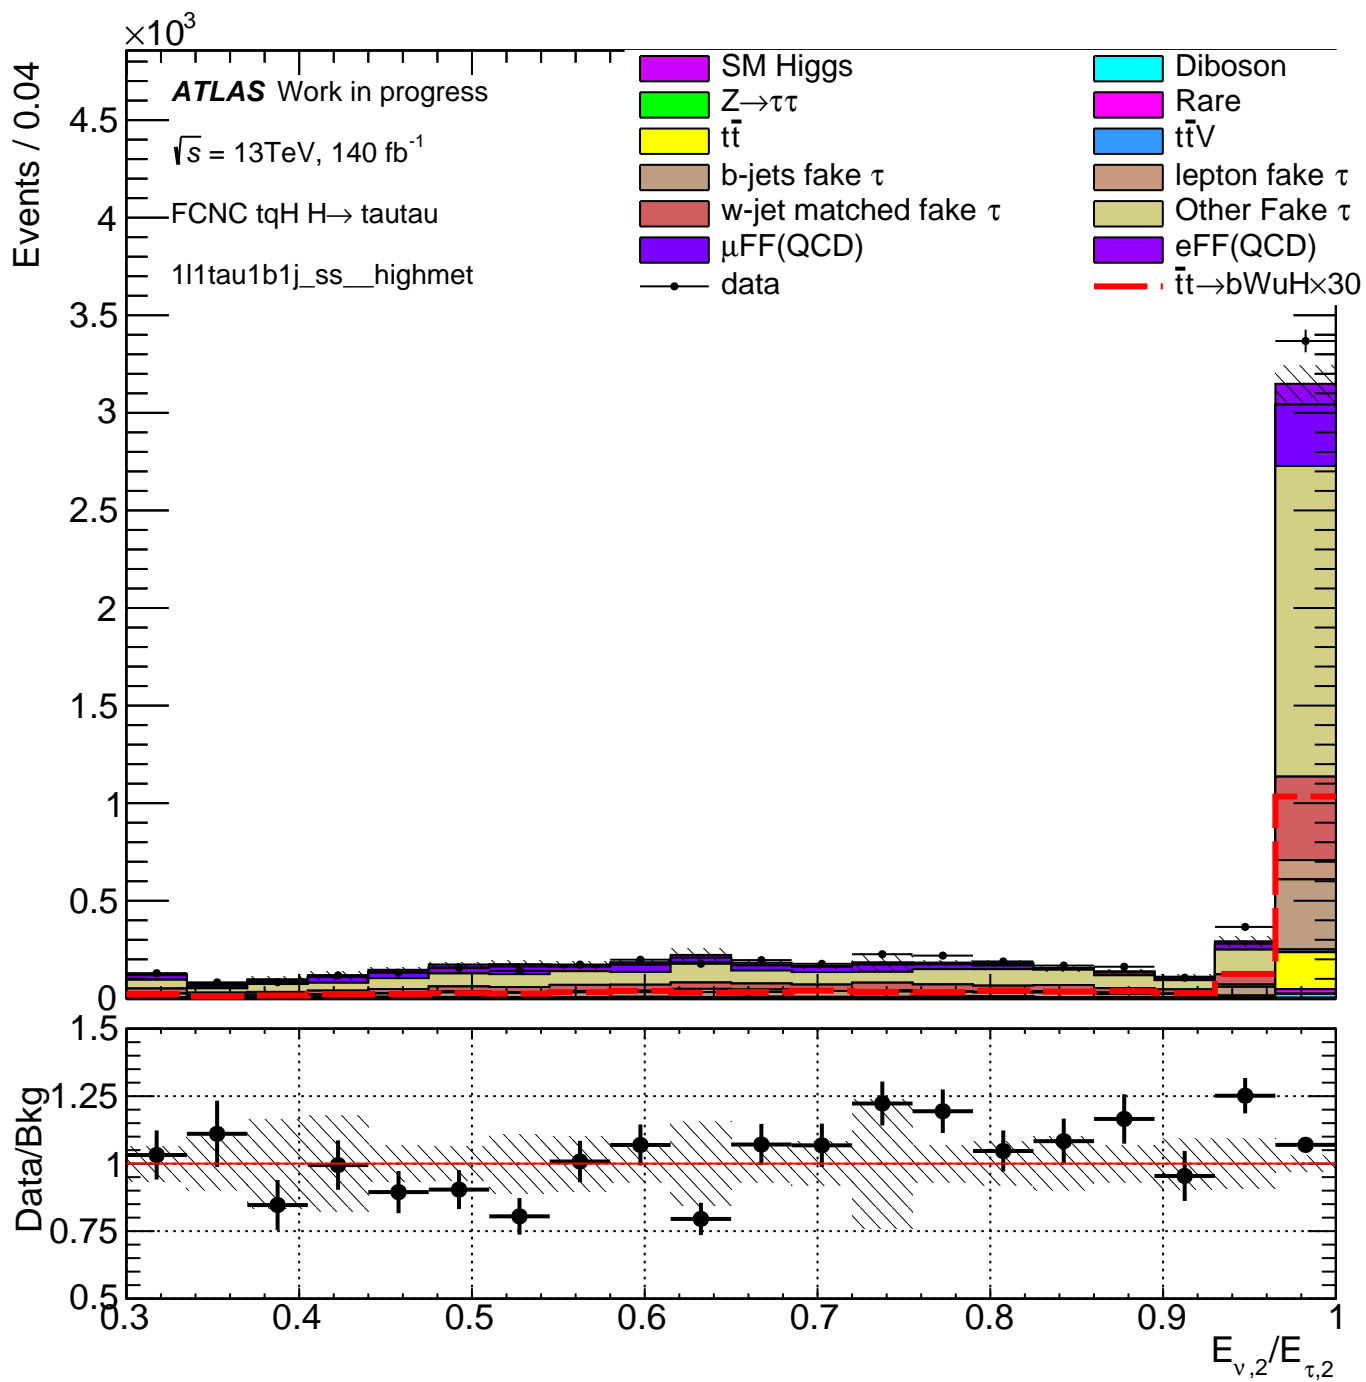 ×10³
Events / 0.04
ATLAS Work in progress
√s = 13TeV, 140 fb⁻¹
FCNC tqH H→ tautau
1l1tau1b1j_ss__highmet
SM Higgs
Z→ττ
tt̄
b-jets fake τ
w-jet matched fake τ
μFF(QCD)
data
Diboson
Rare
tt̄V
lepton fake τ
Other Fake τ
eFF(QCD)
t̄t→bWuH×30
4.5
4
3.5
3
2.5
2
1.5
1
0.5
0
Data/Bkg
1.5
1.25
1
0.75
0.5
0.3 0.4 0.5 0.6 0.7 0.8 0.9 1
E_ν,2/E_τ,2